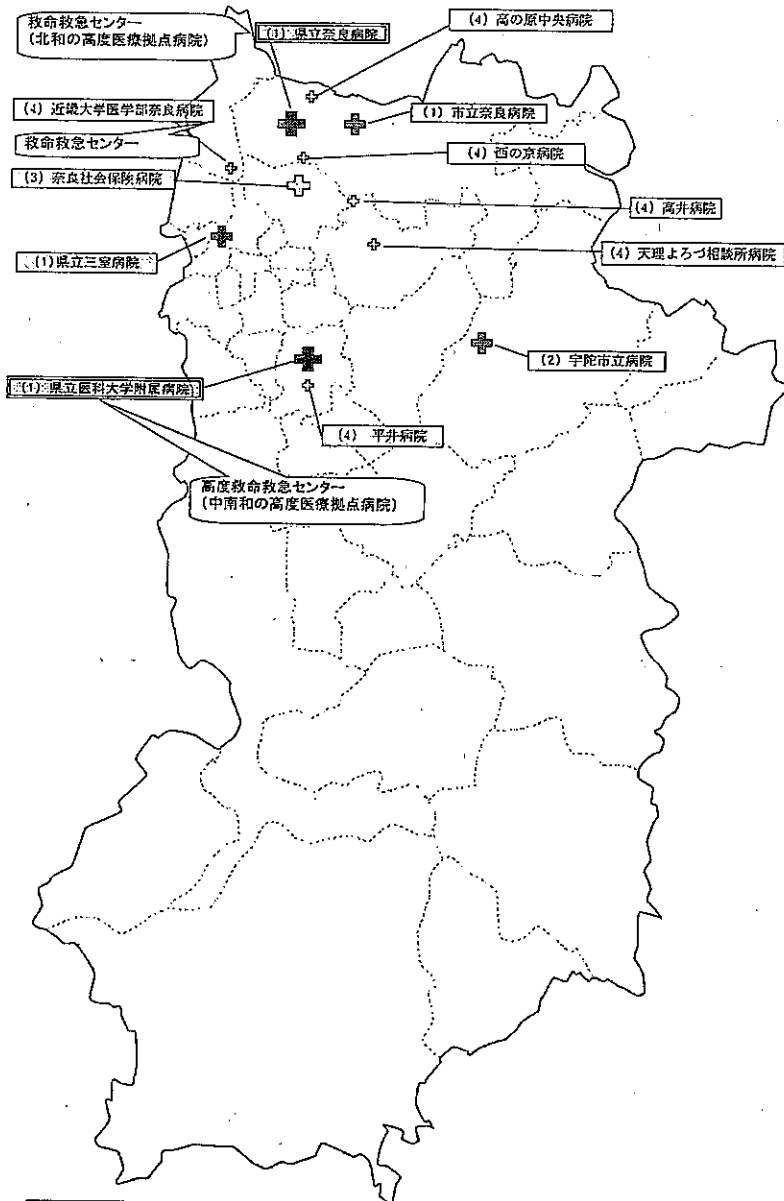 救命救急センター
(北和の高度医療拠点病院)
(1) 県立奈良病院
(4) 高の原中央病院
(4) 近畿大学医学部奈良病院
(1) 市立奈良病院
救命救急センター
(4) 西の京病院
(3) 奈良社会保険病院
(4) 高井病院
(1) 県立三室病院
(4) 天理よろづ相談所病院
(2) 宇陀市立病院
(1) 県立医科大学附属病院
(4) 平井病院
高度救命救急センター
(中南和の高度医療拠点病院)